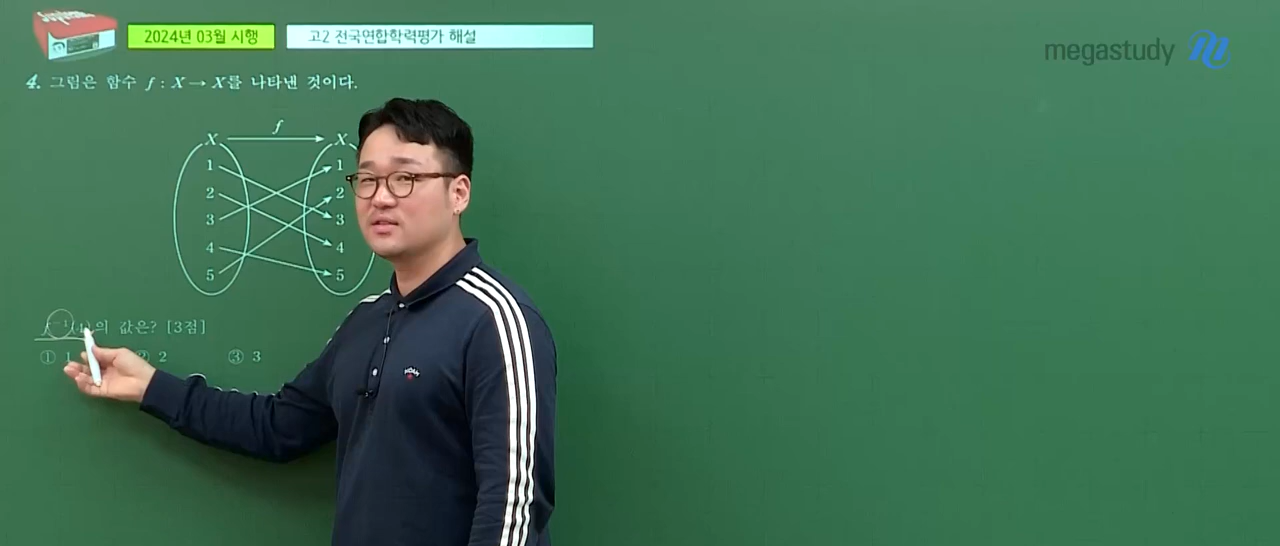 2024년 03월 시행
고2 전국연합학력평가 해설
megastudy
4. 그림은 함수 f : X → X를 나타낸 것이다.
f
X X
1 1
2 2
3 3
4 4
5 5
의 값은? [3점]
① 1 ② 2 ③ 3
NOAH